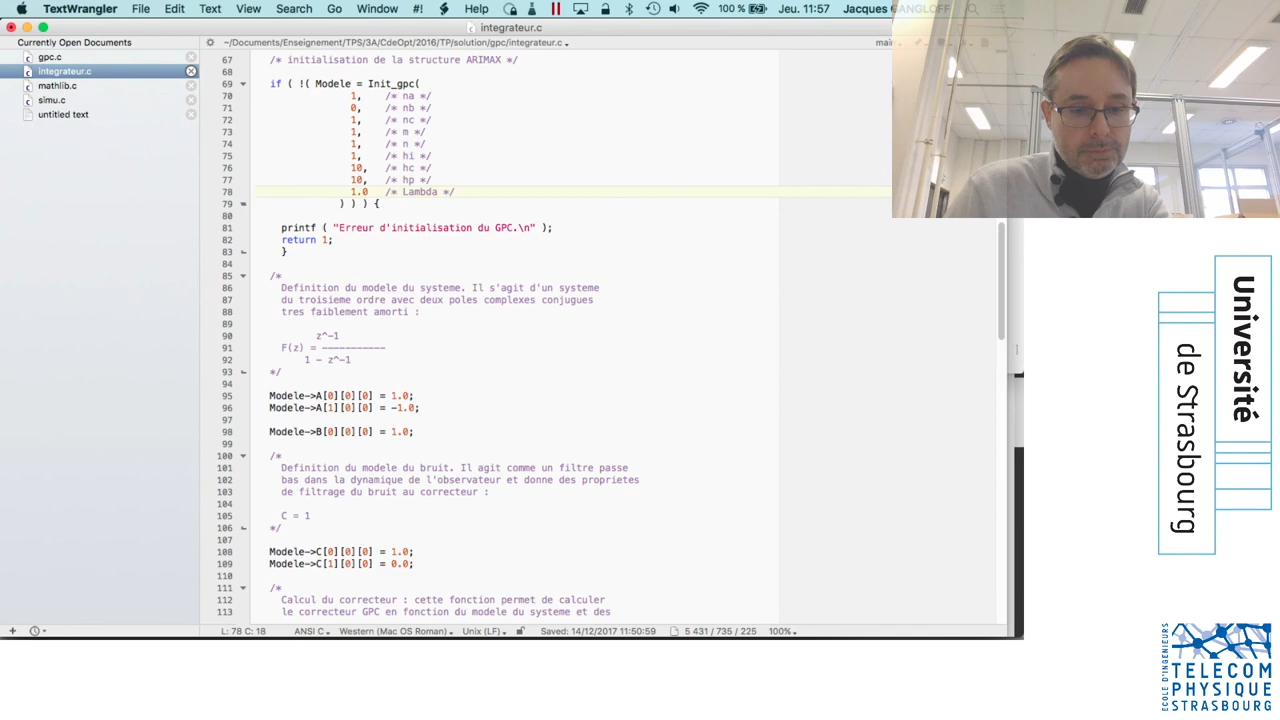 TextWrangler File Edit Text View Search Go Window #! Help 100 % Jeu. 11:57 Jacques GANGLOFF
integrateur.c
Currently Open Documents
~/Documents/Enseignement/TPS/3A/CdeOpt/2016/TP/solution/gpc/integrateur.c
gpc.c
integrateur.c
mathlib.c
simu.c
untitled text
67 /* initialisation de la structure ARIMAX */
68
69 if ( !( Modele = Init_gpc(
70 1, /* na */
71 0, /* nb */
72 1, /* nc */
73 1, /* m */
74 1, /* n */
75 1, /* hi */
76 10, /* hc */
77 10, /* hp */
78 1.0 /* Lambda */
79 ) ) ) {
80
81 printf ( "Erreur d'initialisation du GPC.\n" );
82 return 1;
83 }
84
85 /*
86 Definition du modele du systeme. Il s'agit d'un systeme
87 du troisieme ordre avec deux poles complexes conjugues
88 tres faiblement amorti :
89
90 z^-1
91 F(z) = -----------
92 1 - z^-1
93 */
94
95 Modele->A[0][0][0] = 1.0;
96 Modele->A[1][0][0] = -1.0;
97
98 Modele->B[0][0][0] = 1.0;
99
100 /*
101 Definition du modele du bruit. Il agit comme un filtre passe
102 bas dans la dynamique de l'observateur et donne des proprietes
103 de filtrage du bruit au correcteur :
104
105 C = 1
106 */
107
108 Modele->C[0][0][0] = 1.0;
109 Modele->C[1][0][0] = 0.0;
110
111 /*
112 Calcul du correcteur : cette fonction permet de calculer
113 le correcteur GPC en fonction du modele du systeme et des
L: 78 C: 18 ANSI C Western (Mac OS Roman) Unix (LF) Saved: 14/12/2017 11:50:59 5 431 / 735 / 225 100%
Université
de Strasbourg
ECOLE D'INGENIEURS
TELECOM
PHYSIQUE
STRASBOURG